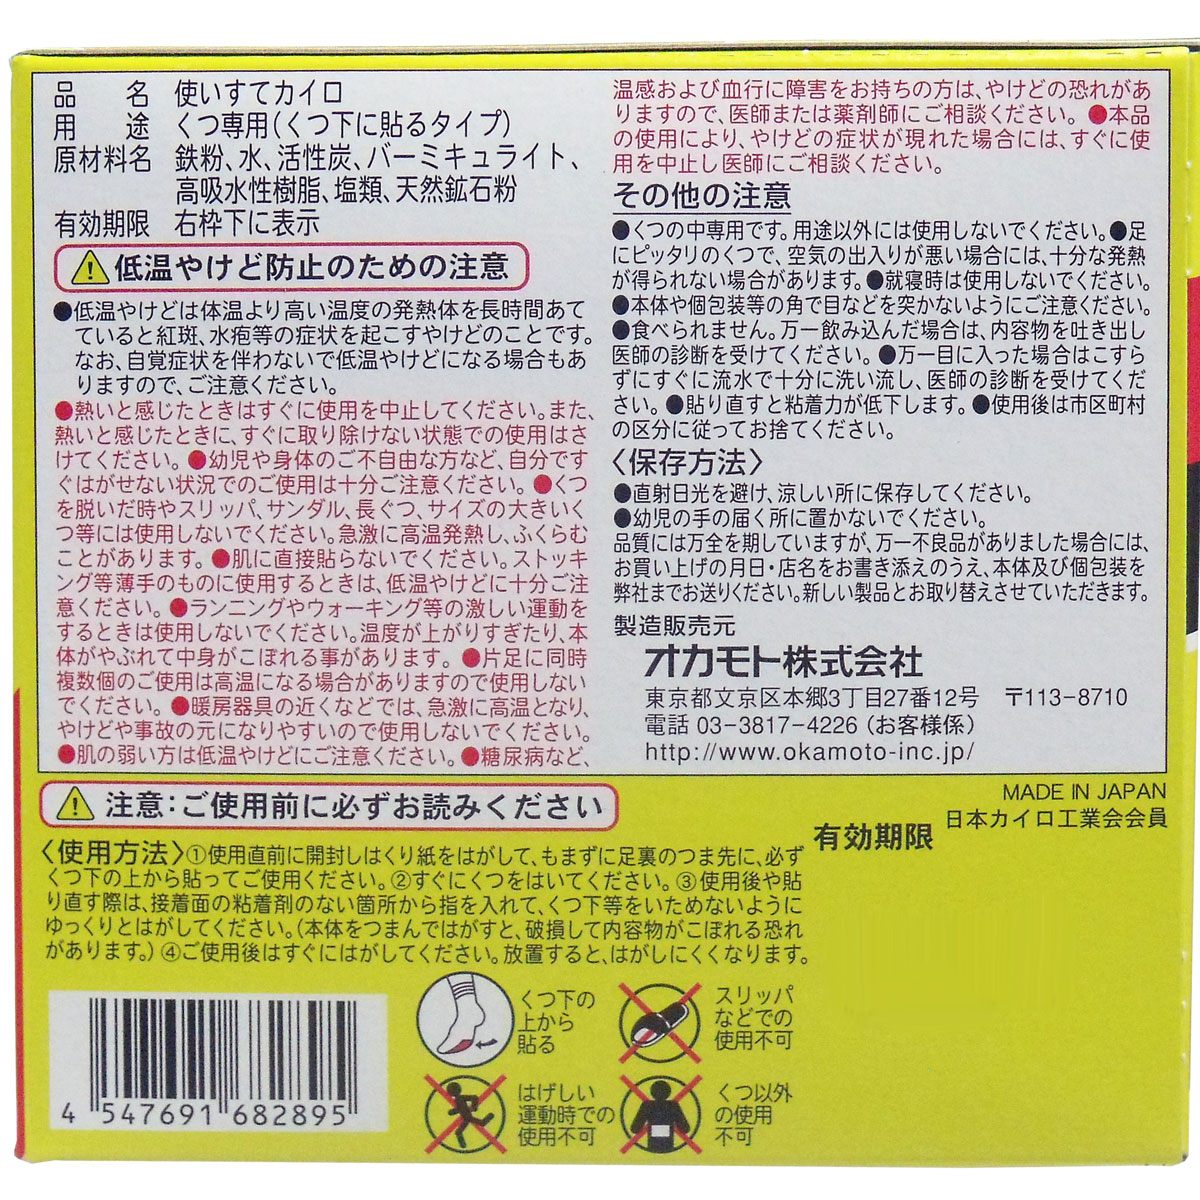 品　　名　使いすてカイロ
用　　途　くつ専用(くつ下に貼るタイプ)
原材料名　鉄粉、水、活性炭、バーミキュライト、
高吸水性樹脂、塩類、天然鉱石粉
有効期限　右枠下に表示
低温やけど防止のための注意
●低温やけどは体温より高い温度の発熱体を長時間あて
ていると紅斑、水疱等の症状を起こすやけどのことです。
なお、自覚症状を伴わないで低温やけどになる場合もあ
りますので、ご注意ください。
●熱いと感じたときはすぐに使用を中止してください。また、
熱いと感じたときに、すぐに取り除けない状態での使用はさ
けてください。●幼児や身体のご不自由な方など、自分です
ぐはがせない状況でのご使用は十分ご注意ください。●くつ
を脱いだ時やスリッパ、サンダル、長ぐつ、サイズの大きいく
つ等には使用しないでください。急激に高温発熱し、ふくらむ
ことがあります。●肌に直接貼らないでください。ストッキ
ング等薄手のものに使用するときは、低温やけどに十分ご注
意ください。●ランニングやウォーキング等の激しい運動を
するときは使用しないでください。温度が上がりすぎたり、本
体がやぶれて中身がこぼれる事があります。●片足に同時
複数個のご使用は高温になる場合がありますので使用しない
でください。●暖房器具の近くなどでは、急激に高温となり、
やけどや事故の元になりやすいので使用しないでください。
●肌の弱い方は低温やけどにご注意ください。●糖尿病など、
温感および血行に障害をお持ちの方は、やけどの恐れがあ
りますので、医師または薬剤師にご相談ください。●本品
の使用により、やけどの症状が現れた場合には、すぐに使
用を中止し医師にご相談ください。
その他の注意
●くつの中専用です。用途以外には使用しないでください。●足
にピッタリのくつで、空気の出入りが悪い場合には、十分な発熱
が得られない場合があります。●就寝時は使用しないでください。
●本体や個包装等の角で目などを突かないようにご注意ください。
●食べられません。万一飲み込んだ場合は、内容物を吐き出し
医師の診断を受けてください。●万一目に入った場合はこすら
ずにすぐに流水で十分に洗い流し、医師の診断を受けてくだ
さい。●貼り直すと粘着力が低下します。●使用後は市区町村
の区分に従ってお捨てください。
〈保存方法〉
●直射日光を避け、涼しい所に保存してください。
●幼児の手の届く所に置かないでください。
品質には万全を期していますが、万一不良品がありました場合には、
お買い上げの月日・店名をお書き添えのうえ、本体及び個包装を
弊社までお送りください。新しい製品とお取り替えさせていただきます。
製造販売元
オカモト株式会社
東京都文京区本郷3丁目27番12号　〒113-8710
電話 03-3817-4226 (お客様係)
http://www.okamoto-inc.jp/
注意：ご使用前に必ずお読みください
MADE IN JAPAN
日本カイロ工業会会員
有効期限
〈使用方法〉①使用直前に開封しはくり紙をはがして、もまずに足裏のつま先に、必ず
くつ下の上から貼ってご使用ください。②すぐにくつをはいてください。③使用後や貼
り直す際は、接着面の粘着剤のない箇所から指を入れて、くつ下等をいためないように
ゆっくりとはがしてください。(本体をつまんではがすと、破損して内容物がこぼれる恐れ
があります。)④ご使用後はすぐにはがしてください。放置すると、はがしにくくなります。
くつ下の
上から
貼る
スリッパ
などでの
使用不可
はげしい
運動時での
使用不可
くつ以外
の使用
不可
4 547691 682895